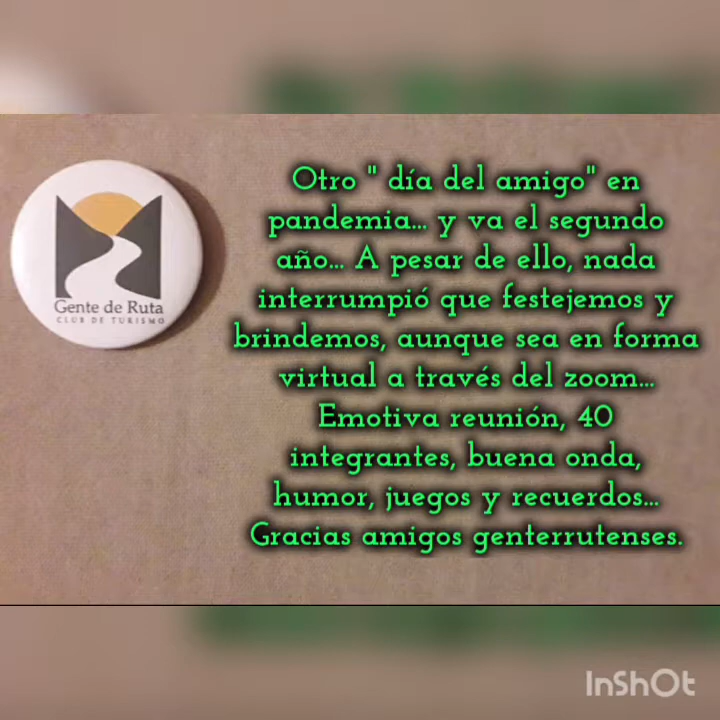 Otro " día del amigo" en
pandemia... y va el segundo
año... A pesar de ello, nada
interrumpió que festejemos y
brindemos, aunque sea en forma
virtual a través del zoom...
Emotiva reunión, 40
integrantes, buena onda,
humor, juegos y recuerdos...
Gracias amigos genterrutenses.
Gente de Ruta
CLUB DE TURISMO
InShOt